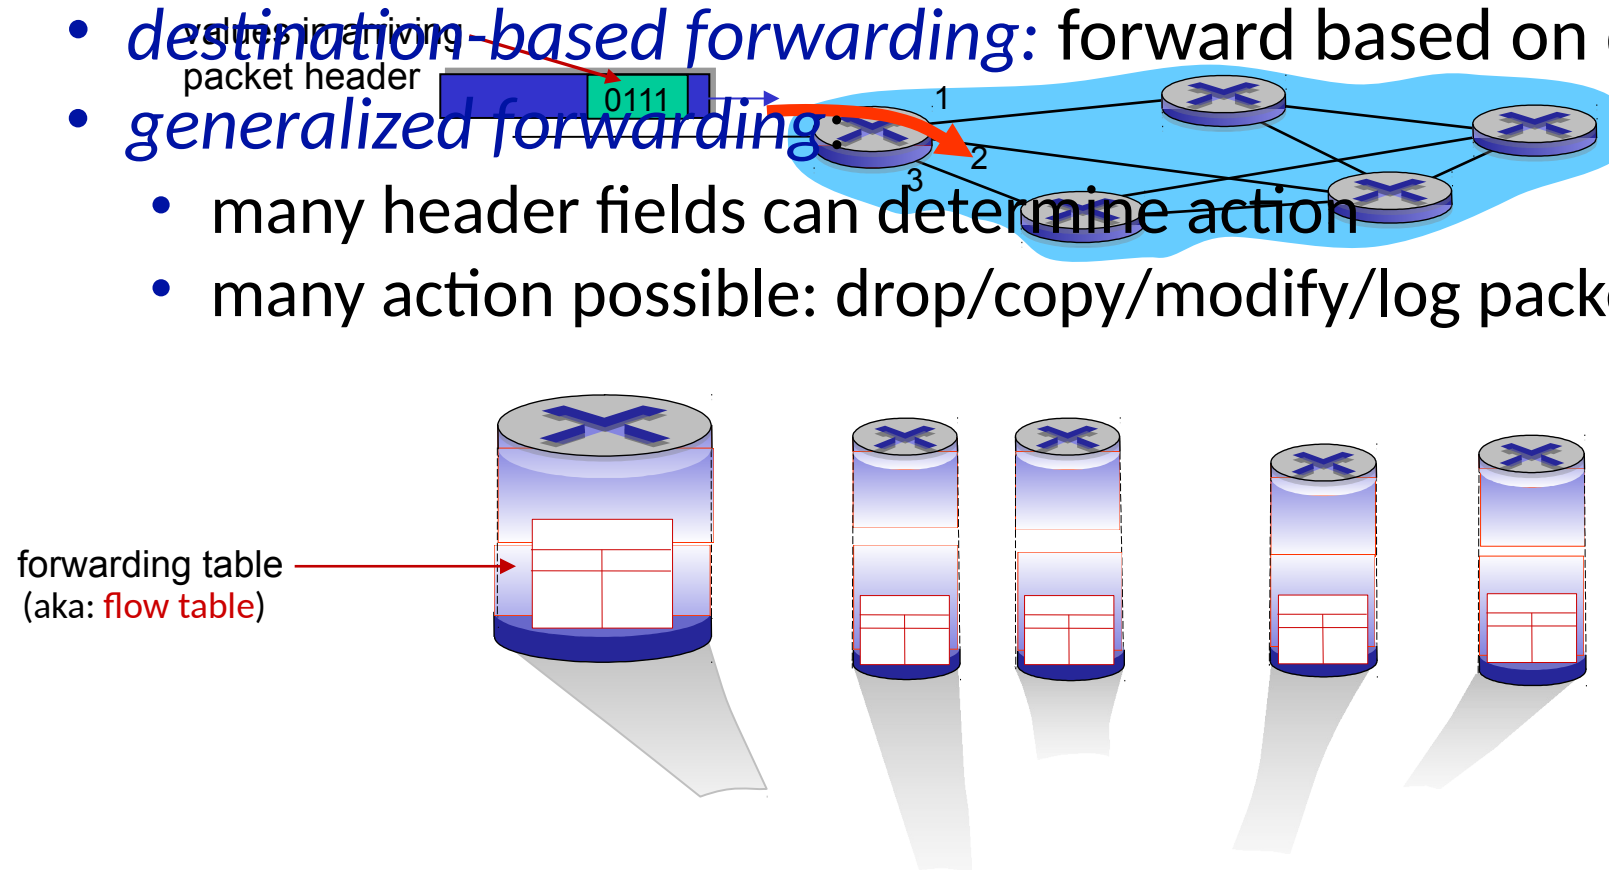 • destination-based forwarding: forward based on
values in arriving
packet header
0111
• generalized forwarding:
1
2
3
• many header fields can determine action
• many action possible: drop/copy/modify/log pack
forwarding table
(aka: flow table)